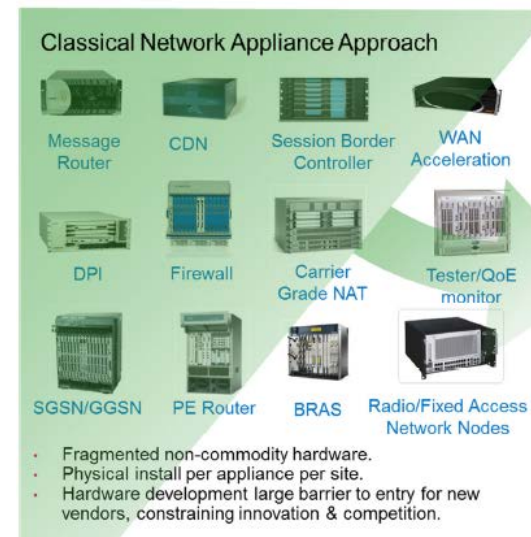 Classical Network Appliance Approach
Message
Router
CDN
Session Border
Controller
WAN
Acceleration
DPI
Firewall
Carrier
Grade NAT
Tester/QoE
monitor
SGSN/GGSN
PE Router
BRAS
Radio/Fixed Access
Network Nodes
• Fragmented non-commodity hardware.
• Physical install per appliance per site.
• Hardware development large barrier to entry for new
vendors, constraining innovation & competition.